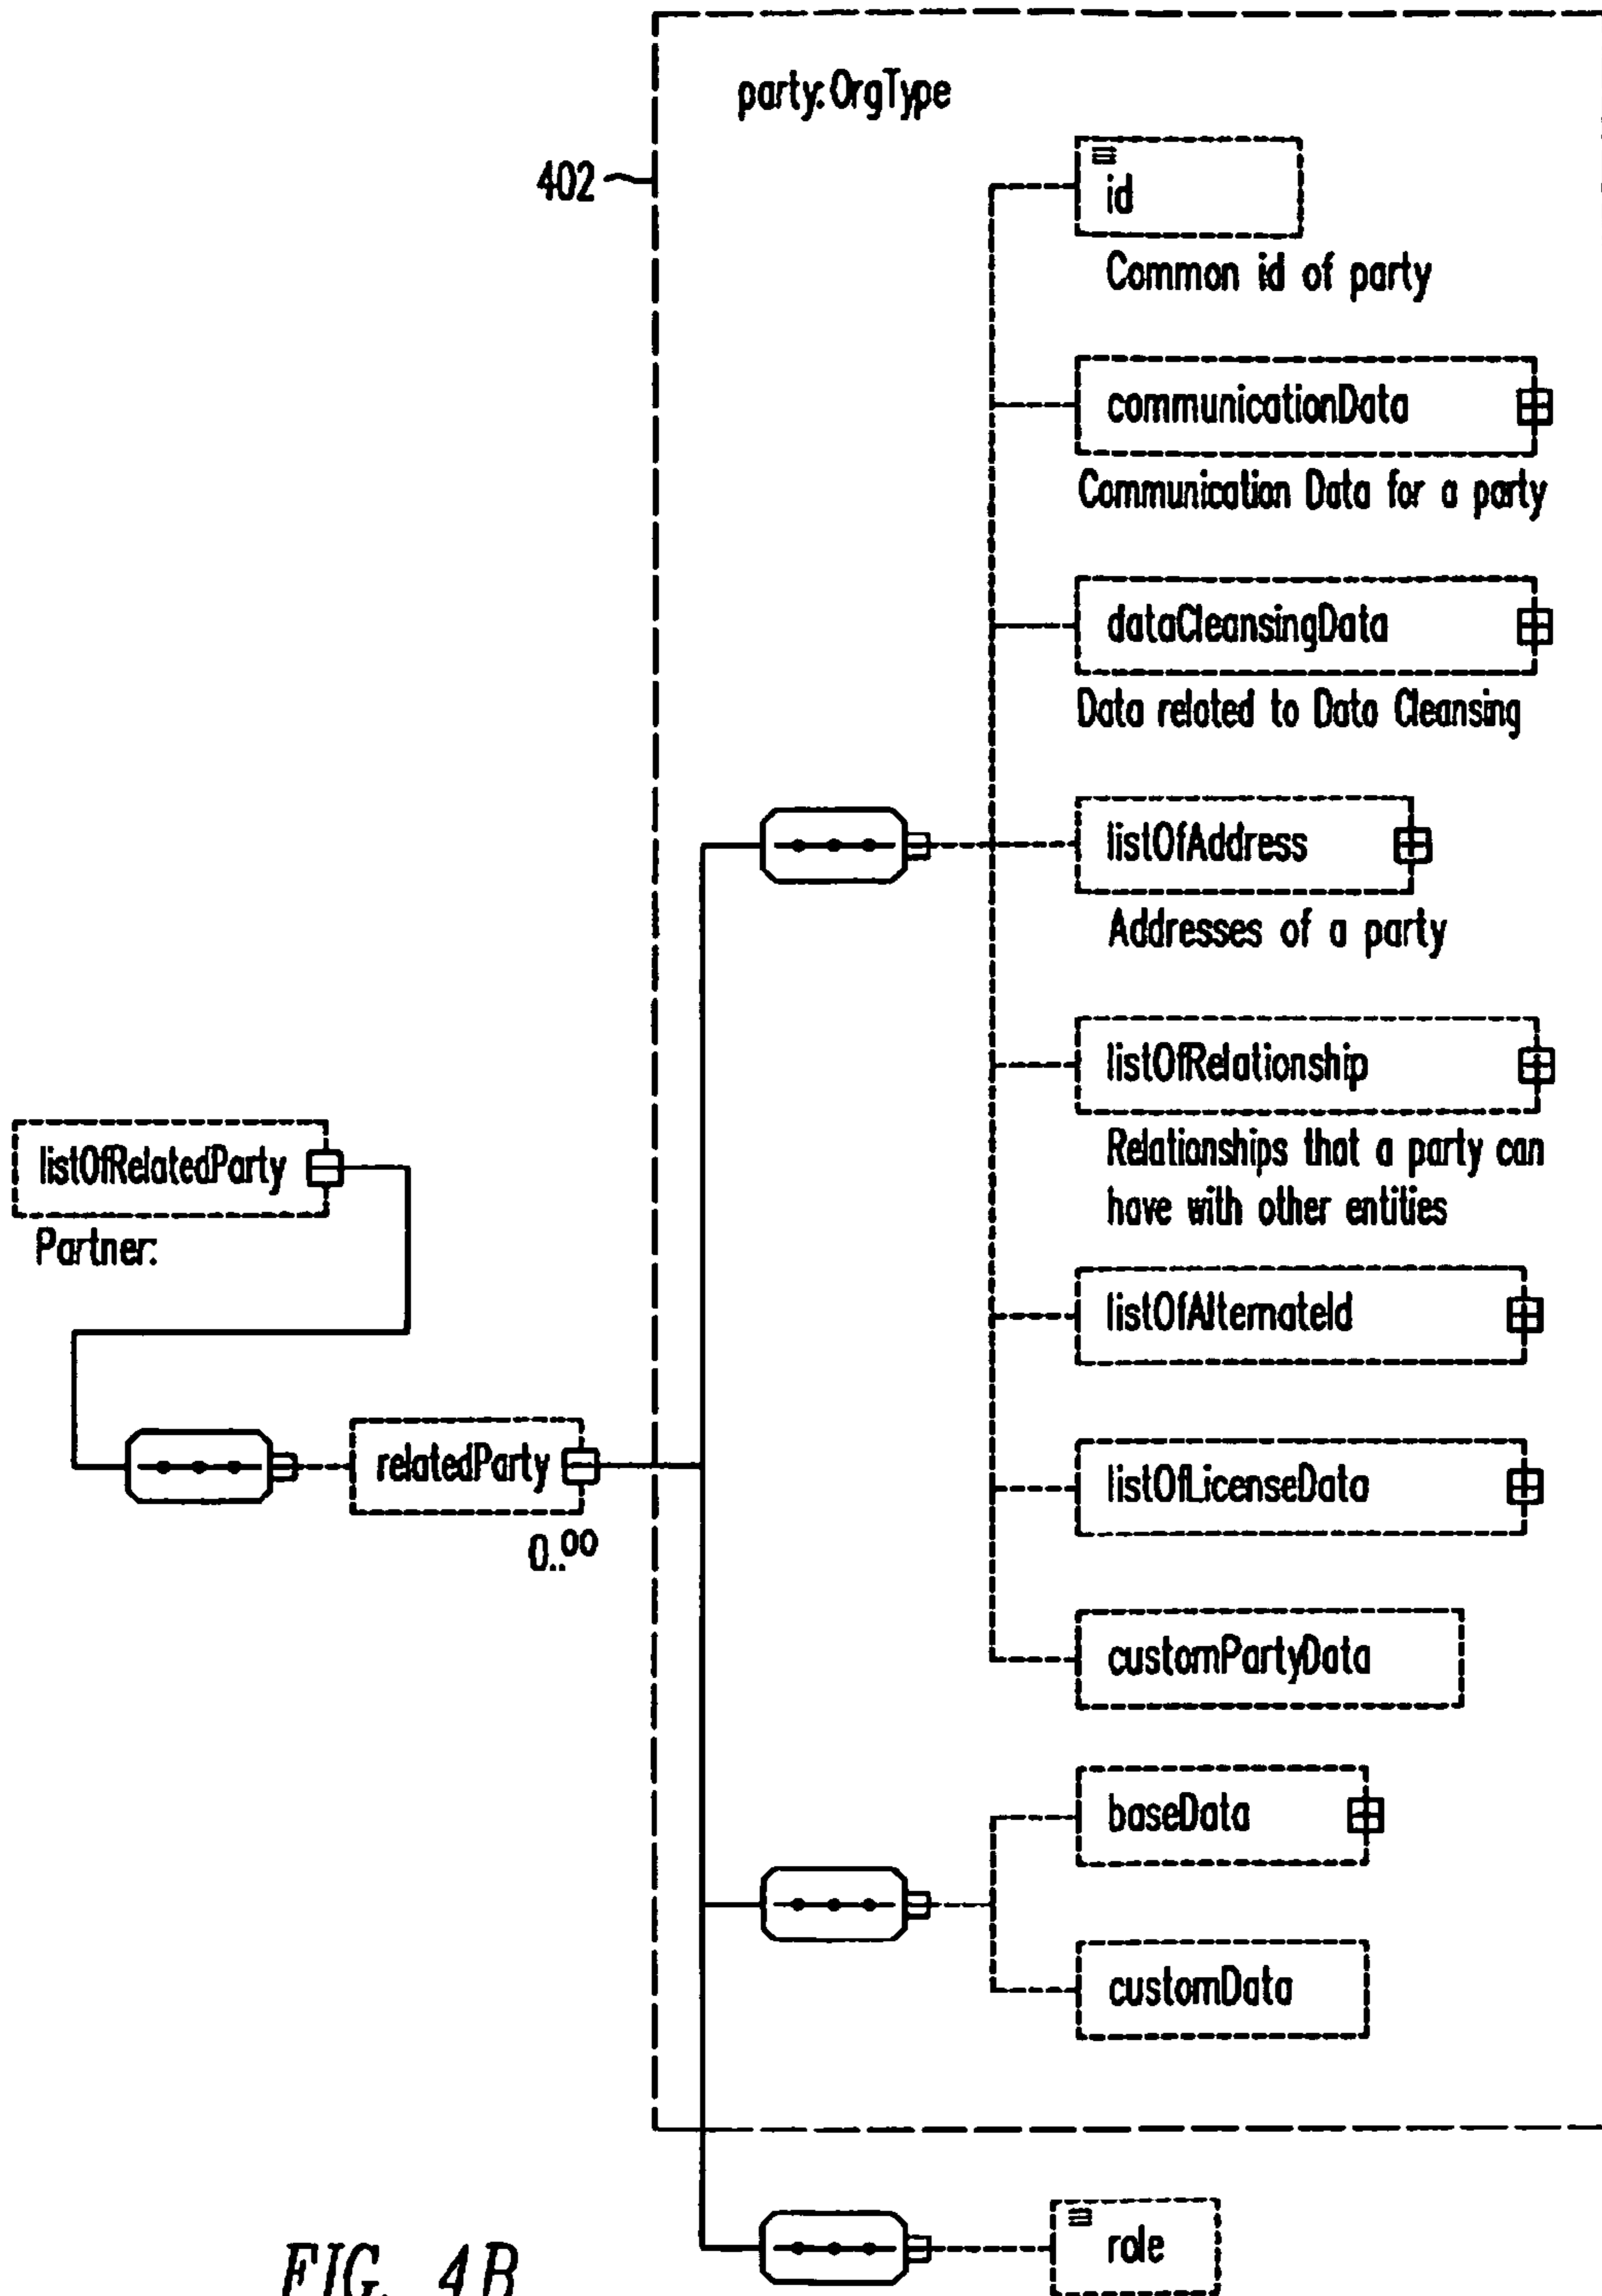 party:OrgType
402
id
Common id of party
communicationData
Communication Data for a party
dataCleansingData
Data related to Data Cleansing
listOfAddress
Addresses of a party
listOfRelationship
Relationships that a party can
have with other entities
listOfRelatedParty
Partner:
listOfAlternateId
relatedParty
0..∞
listOfLicenseData
customPartyData
baseData
customData
role
FIG. 4B